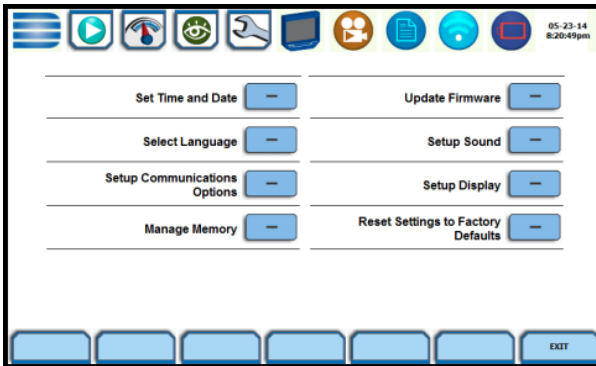 05-23-14
8:20:49pm
Set Time and Date
Update Firmware
Select Language
Setup Sound
Setup Communications
Options
Setup Display
Manage Memory
Reset Settings to Factory
Defaults
EXIT